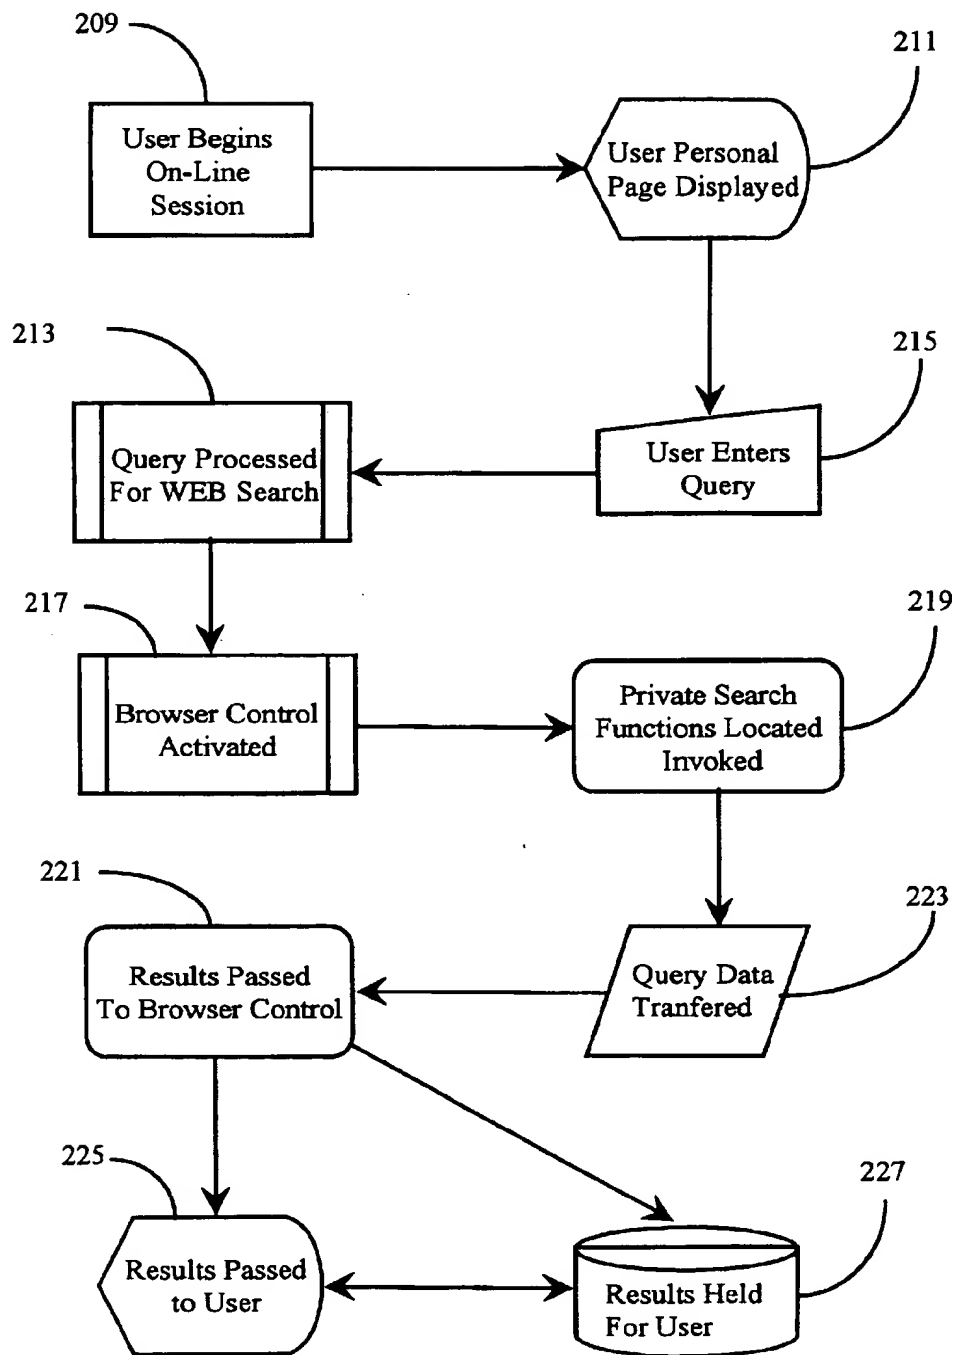 209
211
User Begins
On-Line
Session
User Personal
Page Displayed
213
215
Query Processed
For WEB Search
User Enters
Query
217
219
Browser Control
Activated
Private Search
Functions Located
Invoked
221
223
Results Passed
To Browser Control
Query Data
Tranfered
225
227
Results Passed
to User
Results Held
For User